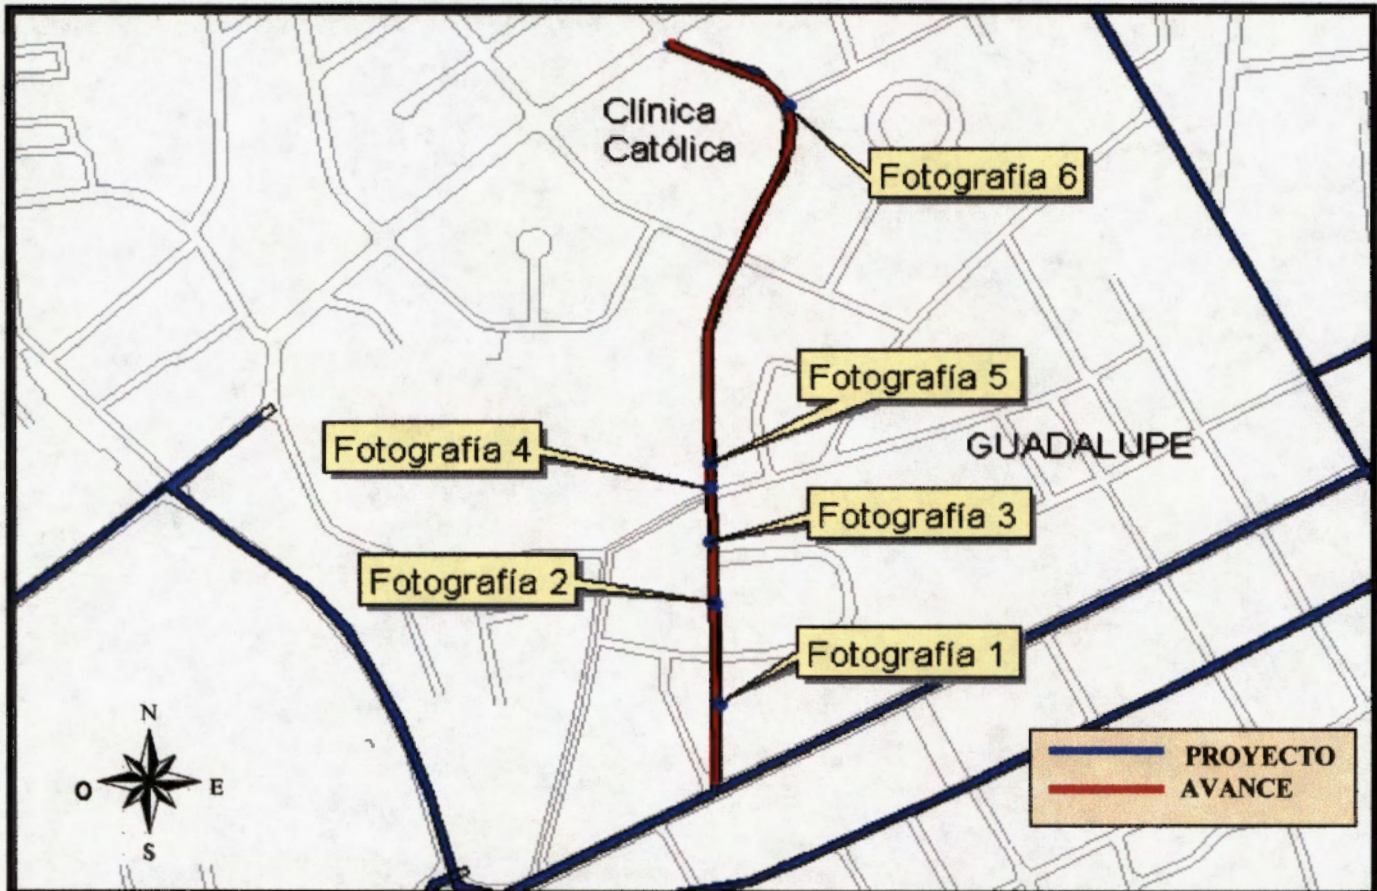 Clínica
Católica
Fotografía 6
Fotografía 5
Fotografía 4
GUADALUPE
Fotografía 3
Fotografía 2
Fotografía 1
N
O
E
S
PROYECTO
AVANCE